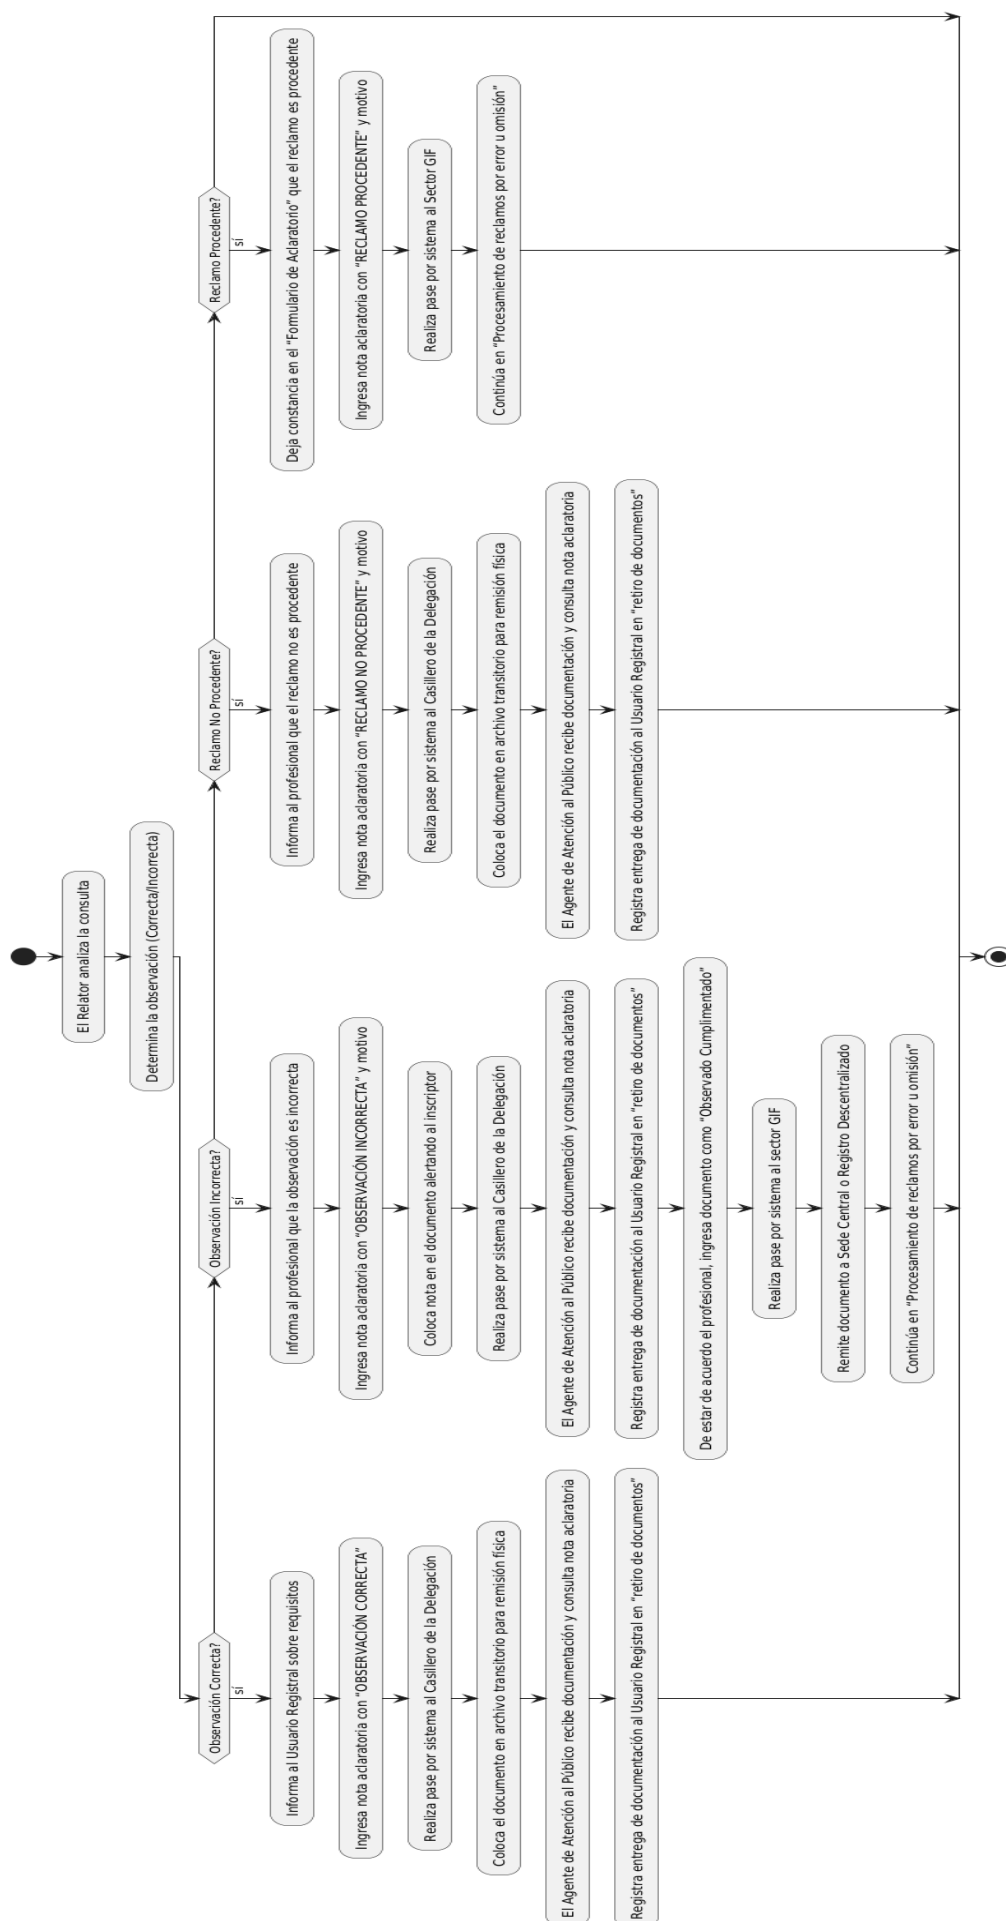 El Relator analiza la consulta
Determina la observación (Correcta/Incorrecta)
Observación Correcta?
sí
Informa al Usuario Registral sobre requisitos
Ingresa nota aclaratoria con “OBSERVACIÓN CORRECTA”
Realiza pase por sistema al Casillero de la Delegación
Coloca el documento en archivo transitorio para remisión física
El Agente de Atención al Público recibe documentación y consulta nota aclaratoria
Registra entrega de documentación al Usuario Registral en “retiro de documentos”
Observación Incorrecta?
sí
Informa al profesional que la observación es incorrecta
Ingresa nota aclaratoria con “OBSERVACIÓN INCORRECTA” y motivo
Coloca nota en el documento alertando al inscriptor
Realiza pase por sistema al Casillero de la Delegación
El Agente de Atención al Público recibe documentación y consulta nota aclaratoria
Registra entrega de documentación al Usuario Registral en “retiro de documentos”
De estar de acuerdo el profesional, ingresa documento como “Observado Cumplimentado”
Realiza pase por sistema al sector GIF
Remite documento a Sede Central o Registro Descentralizado
Continúa en “Procesamiento de reclamos por error u omisión”
Reclamo No Procedente?
sí
Informa al profesional que el reclamo no es procedente
Ingresa nota aclaratoria con “RECLAMO NO PROCEDENTE” y motivo
Realiza pase por sistema al Casillero de la Delegación
Coloca el documento en archivo transitorio para remisión física
El Agente de Atención al Público recibe documentación y consulta nota aclaratoria
Registra entrega de documentación al Usuario Registral en “retiro de documentos”
Reclamo Procedente?
sí
Deja constancia en el “Formulario de Aclaratorio” que el reclamo es procedente
Ingresa nota aclaratoria con “RECLAMO PROCEDENTE” y motivo
Realiza pase por sistema al Sector GIF
Continúa en “Procesamiento de reclamos por error u omisión”